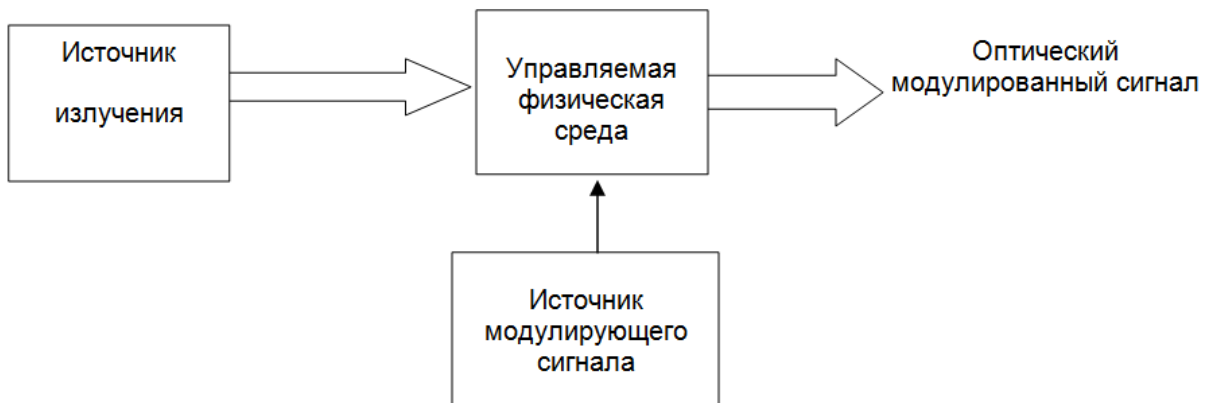 Источник
излучения
Управляемая
физическая
среда
Оптический
модулированный сигнал
Источник
модулирующего
сигнала